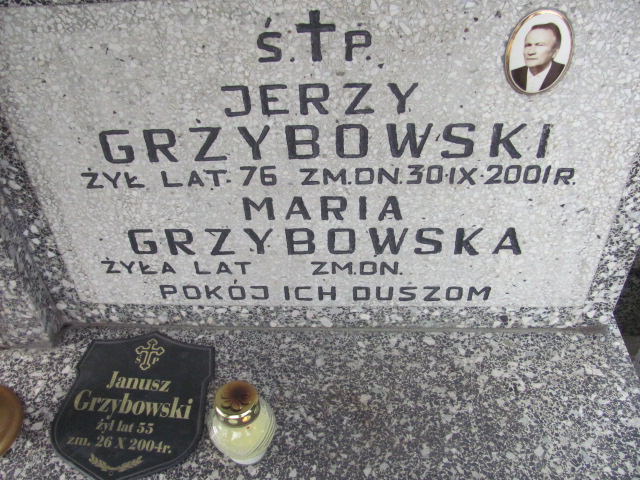 Ś.✝P.
JERZY
GRZYBOWSKI
ŻYŁ LAT·76 ZM.DN.30·IX·2001R.
MARIA
GRZYBOWSKA
ŻYŁA LAT ZM.DN.
POKÓJ ICH DUSZOM
Ś P
Janusz
Grzybowski
żył lat 55
zm. 26 X 2004r.